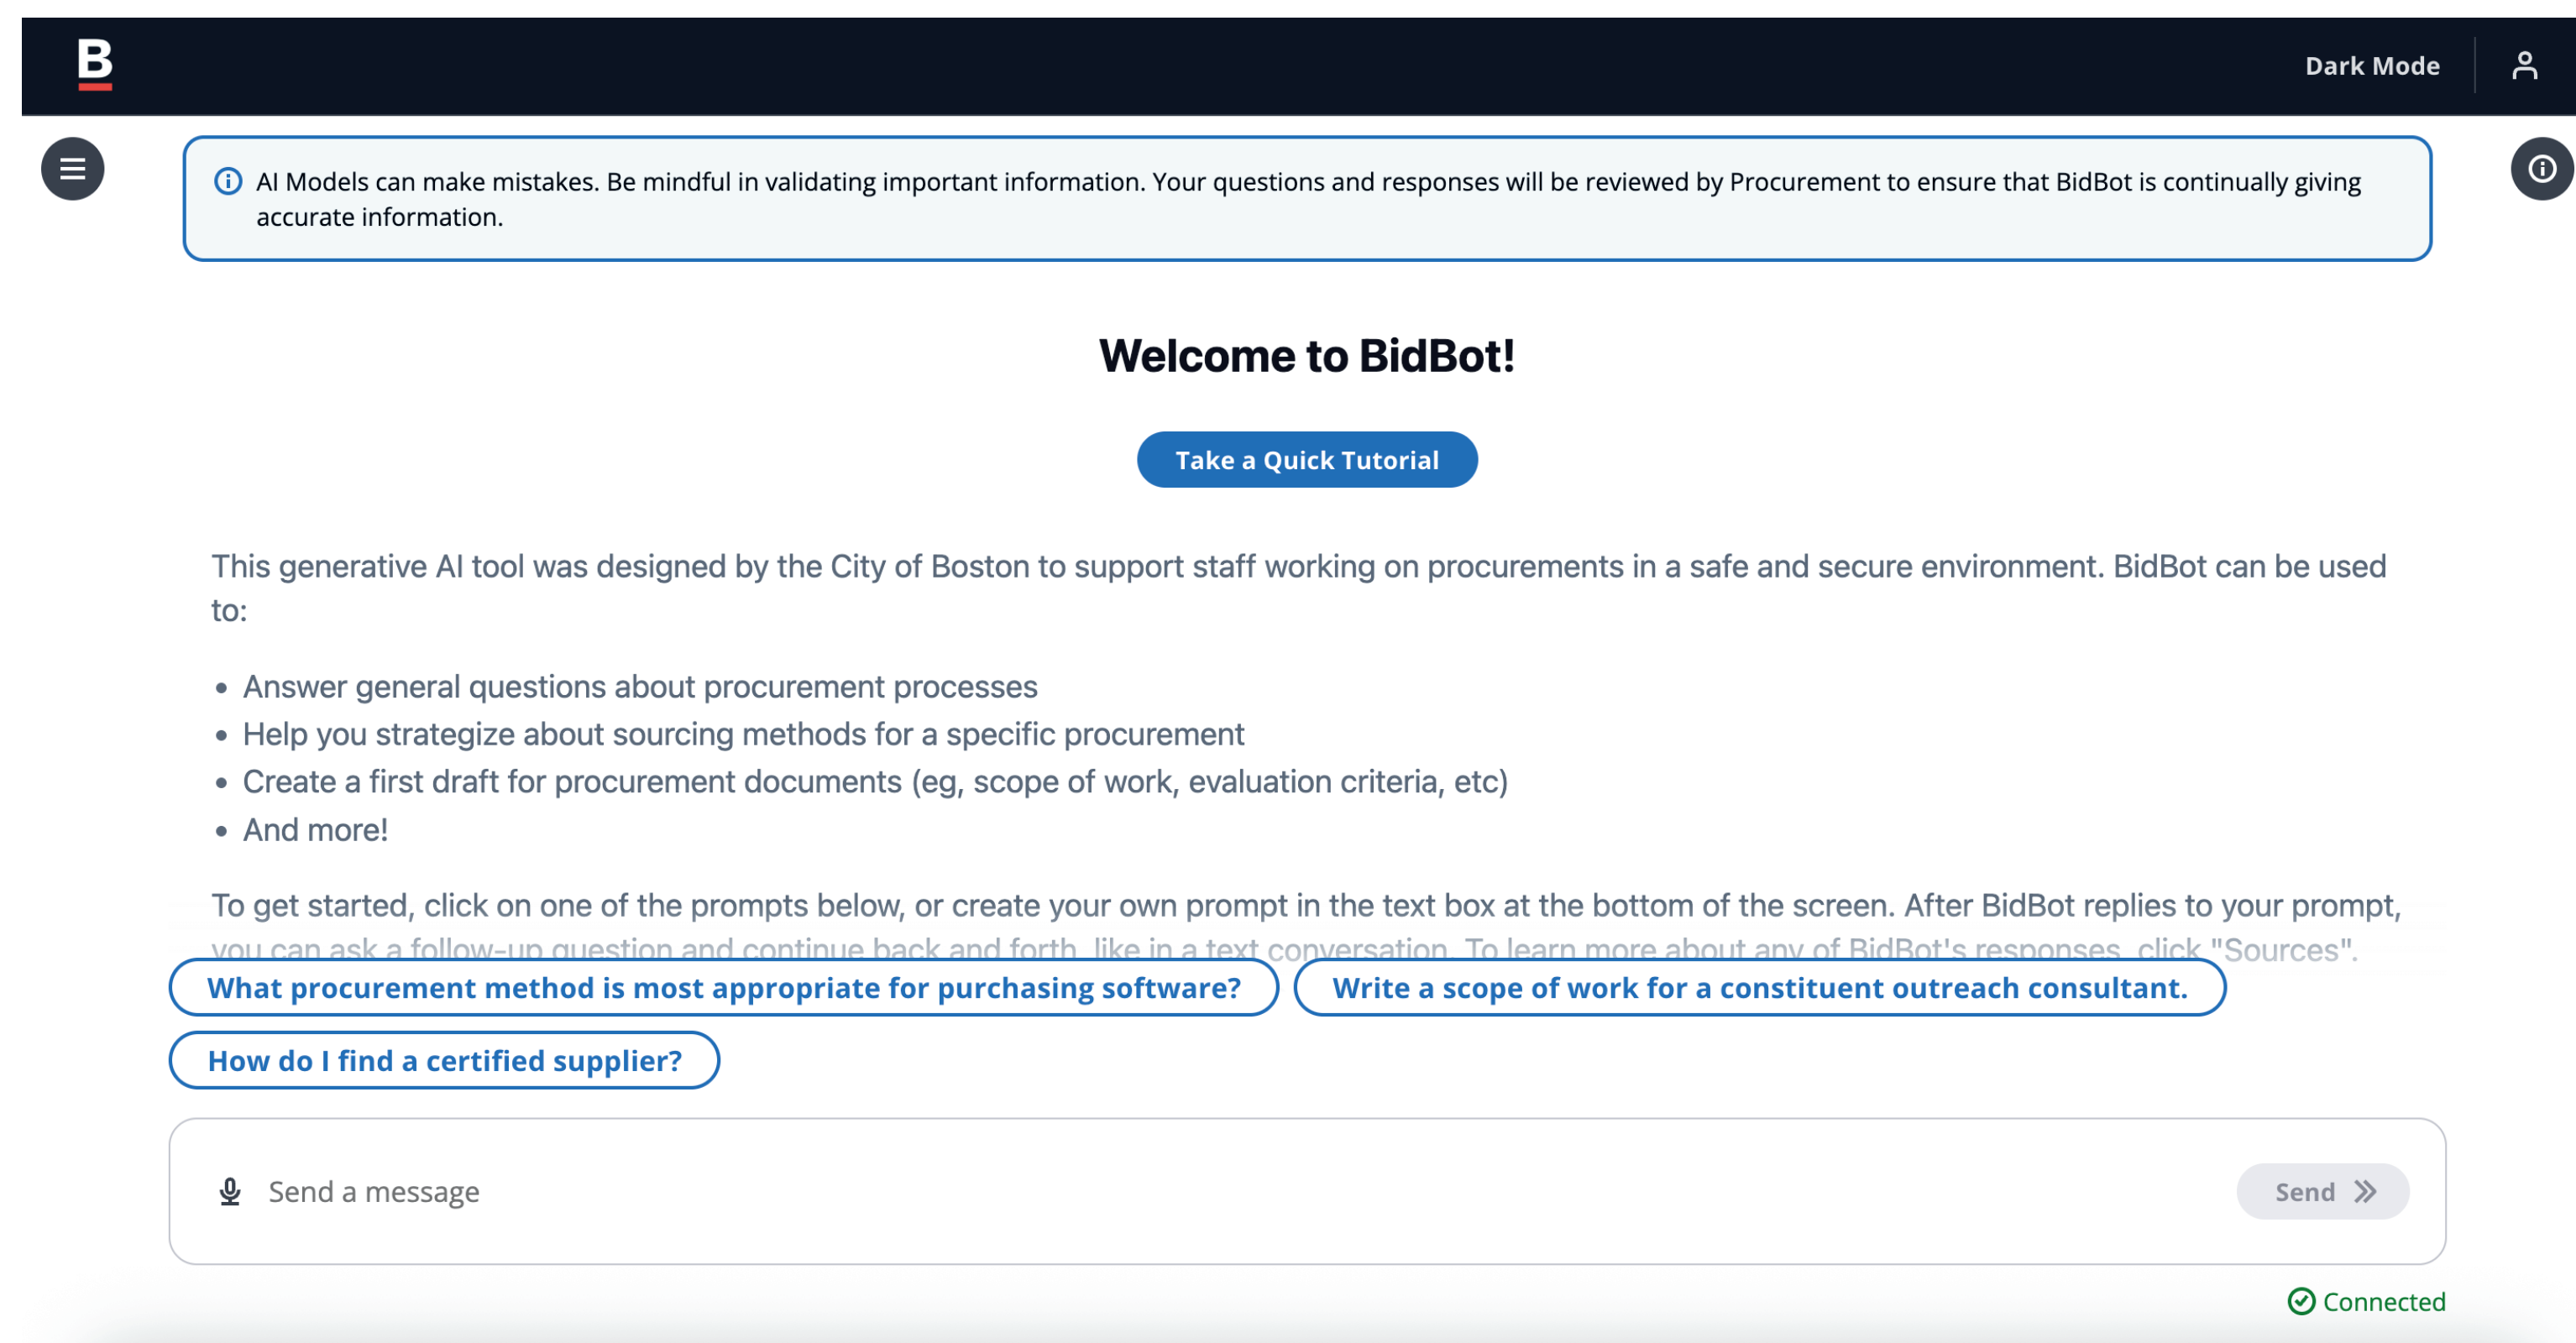 B
Dark Mode
AI Models can make mistakes. Be mindful in validating important information. Your questions and responses will be reviewed by Procurement to ensure that BidBot is continually giving
accurate information.
Welcome to BidBot!
Take a Quick Tutorial
This generative AI tool was designed by the City of Boston to support staff working on procurements in a safe and secure environment. BidBot can be used
to:
• Answer general questions about procurement processes
• Help you strategize about sourcing methods for a specific procurement
• Create a first draft for procurement documents (eg, scope of work, evaluation criteria, etc)
• And more!
To get started, click on one of the prompts below, or create your own prompt in the text box at the bottom of the screen. After BidBot replies to your prompt,
you can ask a follow-up question and continue back and forth, like in a text conversation. To learn more about any of BidBot's responses, click "Sources".
What procurement method is most appropriate for purchasing software?
Write a scope of work for a constituent outreach consultant.
How do I find a certified supplier?
Send a message
Send
Connected